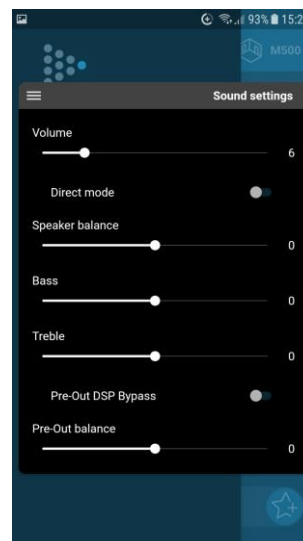 93% 15:2
M500
Sound settings
Volume
6
Direct mode
Speaker balance
0
Bass
0
Treble
0
Pre-Out DSP Bypass
Pre-Out balance
0